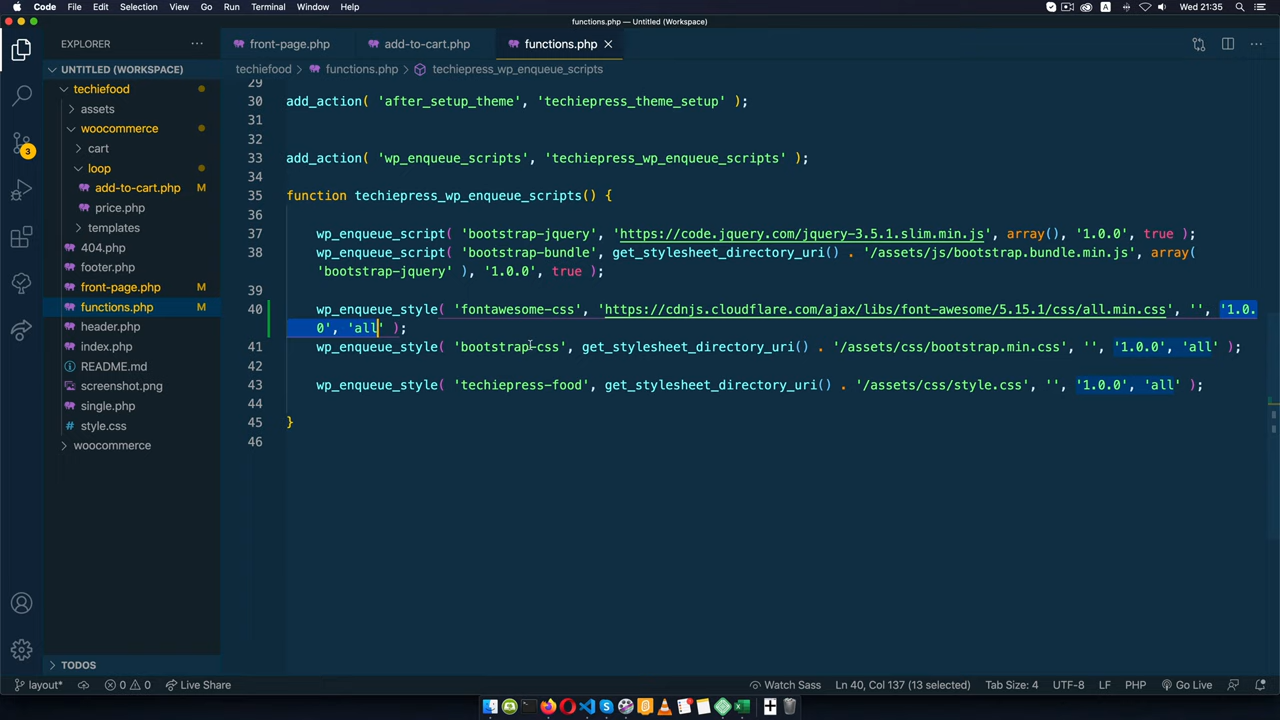 Code File Edit Selection View Go Run Terminal Window Help
A Wed 21:35
functions.php — Untitled (Workspace)
EXPLORER
front-page.php add-to-cart.php functions.php
UNTITLED (WORKSPACE)
techiefood > functions.php > techiepress_wp_enqueue_scripts
techiefood
assets
woocommerce
cart
loop
add-to-cart.php M
price.php
templates
404.php
footer.php
front-page.php M
functions.php M
header.php
index.php
README.md
screenshot.png
single.php
style.css
woocommerce
3
29
30 add_action( 'after_setup_theme', 'techiepress_theme_setup' );
31
32
33 add_action( 'wp_enqueue_scripts', 'techiepress_wp_enqueue_scripts' );
34
35 function techiepress_wp_enqueue_scripts() {
36
37 wp_enqueue_script( 'bootstrap-jquery', 'https://code.jquery.com/jquery-3.5.1.slim.min.js', array(), '1.0.0', true );
38 wp_enqueue_script( 'bootstrap-bundle', get_stylesheet_directory_uri() . '/assets/js/bootstrap.bundle.min.js', array(
'bootstrap-jquery' ), '1.0.0', true );
39
40 wp_enqueue_style( 'fontawesome-css', 'https://cdnjs.cloudflare.com/ajax/libs/font-awesome/5.15.1/css/all.min.css', '', '1.0.
0', 'all' );
41 wp_enqueue_style( 'bootstrap-css', get_stylesheet_directory_uri() . '/assets/css/bootstrap.min.css', '', '1.0.0', 'all' );
42
43 wp_enqueue_style( 'techiepress-food', get_stylesheet_directory_uri() . '/assets/css/style.css', '', '1.0.0', 'all' );
44
45 }
46
TODOS
layout* 0 0 Live Share Watch Sass Ln 40, Col 137 (13 selected) Tab Size: 4 UTF-8 LF PHP Go Live